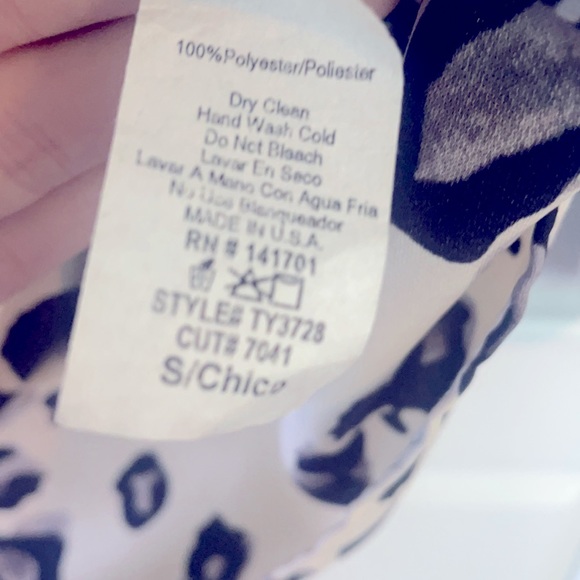 100%Polyester/Poliester
Dry Clean
Hand Wash Cold
Do Not Bleach
Lavar En Seco
Lavar A Mano Con Agua Fria
No Use Blanqueador
MADE IN U.S.A.
RN # 141701
STYLE# TY3728
CUT# 7041
S/Chico